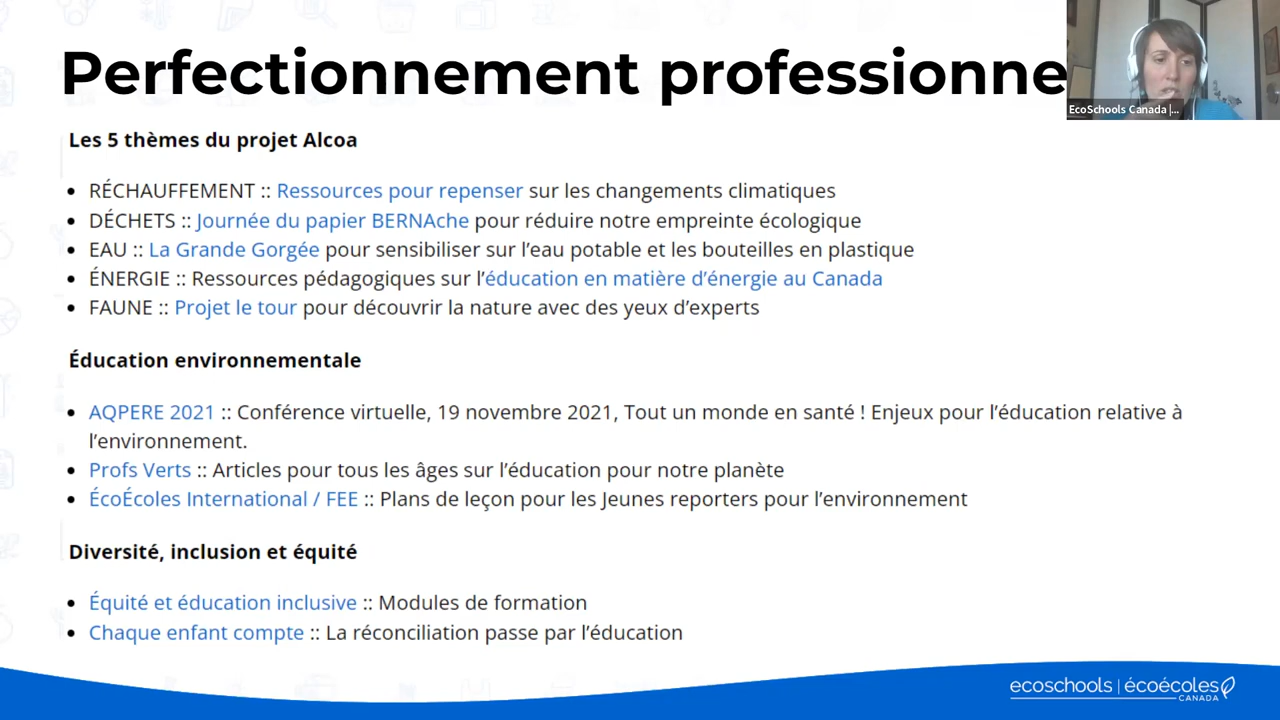 Perfectionnement professionne
EcoSchools Canada |...
Les 5 thèmes du projet Alcoa
• RÉCHAUFFEMENT :: Ressources pour repenser sur les changements climatiques
• DÉCHETS :: Journée du papier BERNAche pour réduire notre empreinte écologique
• EAU :: La Grande Gorgée pour sensibiliser sur l’eau potable et les bouteilles en plastique
• ÉNERGIE :: Ressources pédagogiques sur l’éducation en matière d’énergie au Canada
• FAUNE :: Projet le tour pour découvrir la nature avec des yeux d’experts
Éducation environnementale
• AQPERE 2021 :: Conférence virtuelle, 19 novembre 2021, Tout un monde en santé ! Enjeux pour l’éducation relative à
l’environnement.
• Profs Verts :: Articles pour tous les âges sur l’éducation pour notre planète
• ÉcoÉcoles International / FEE :: Plans de leçon pour les Jeunes reporters pour l’environnement
Diversité, inclusion et équité
• Équité et éducation inclusive :: Modules de formation
• Chaque enfant compte :: La réconciliation passe par l’éducation
ecoschools | écoécoles
CANADA